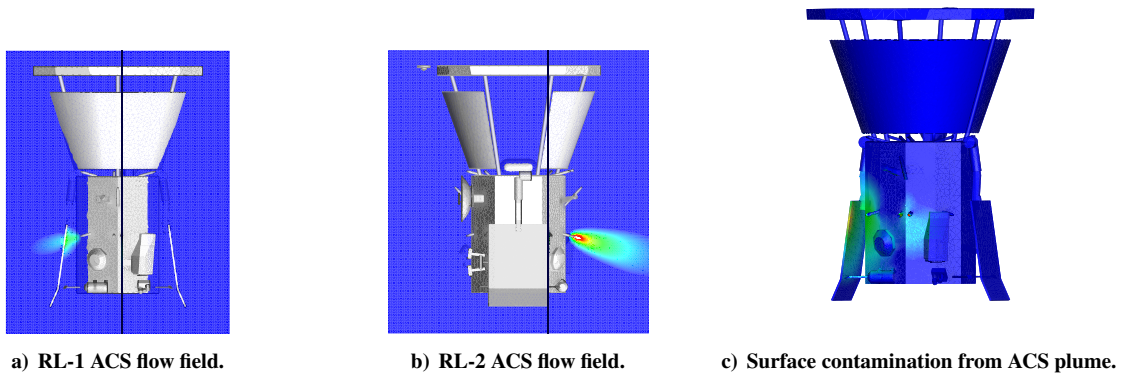 a) RL-1 ACS flow field.
b) RL-2 ACS flow field.
c) Surface contamination from ACS plume.